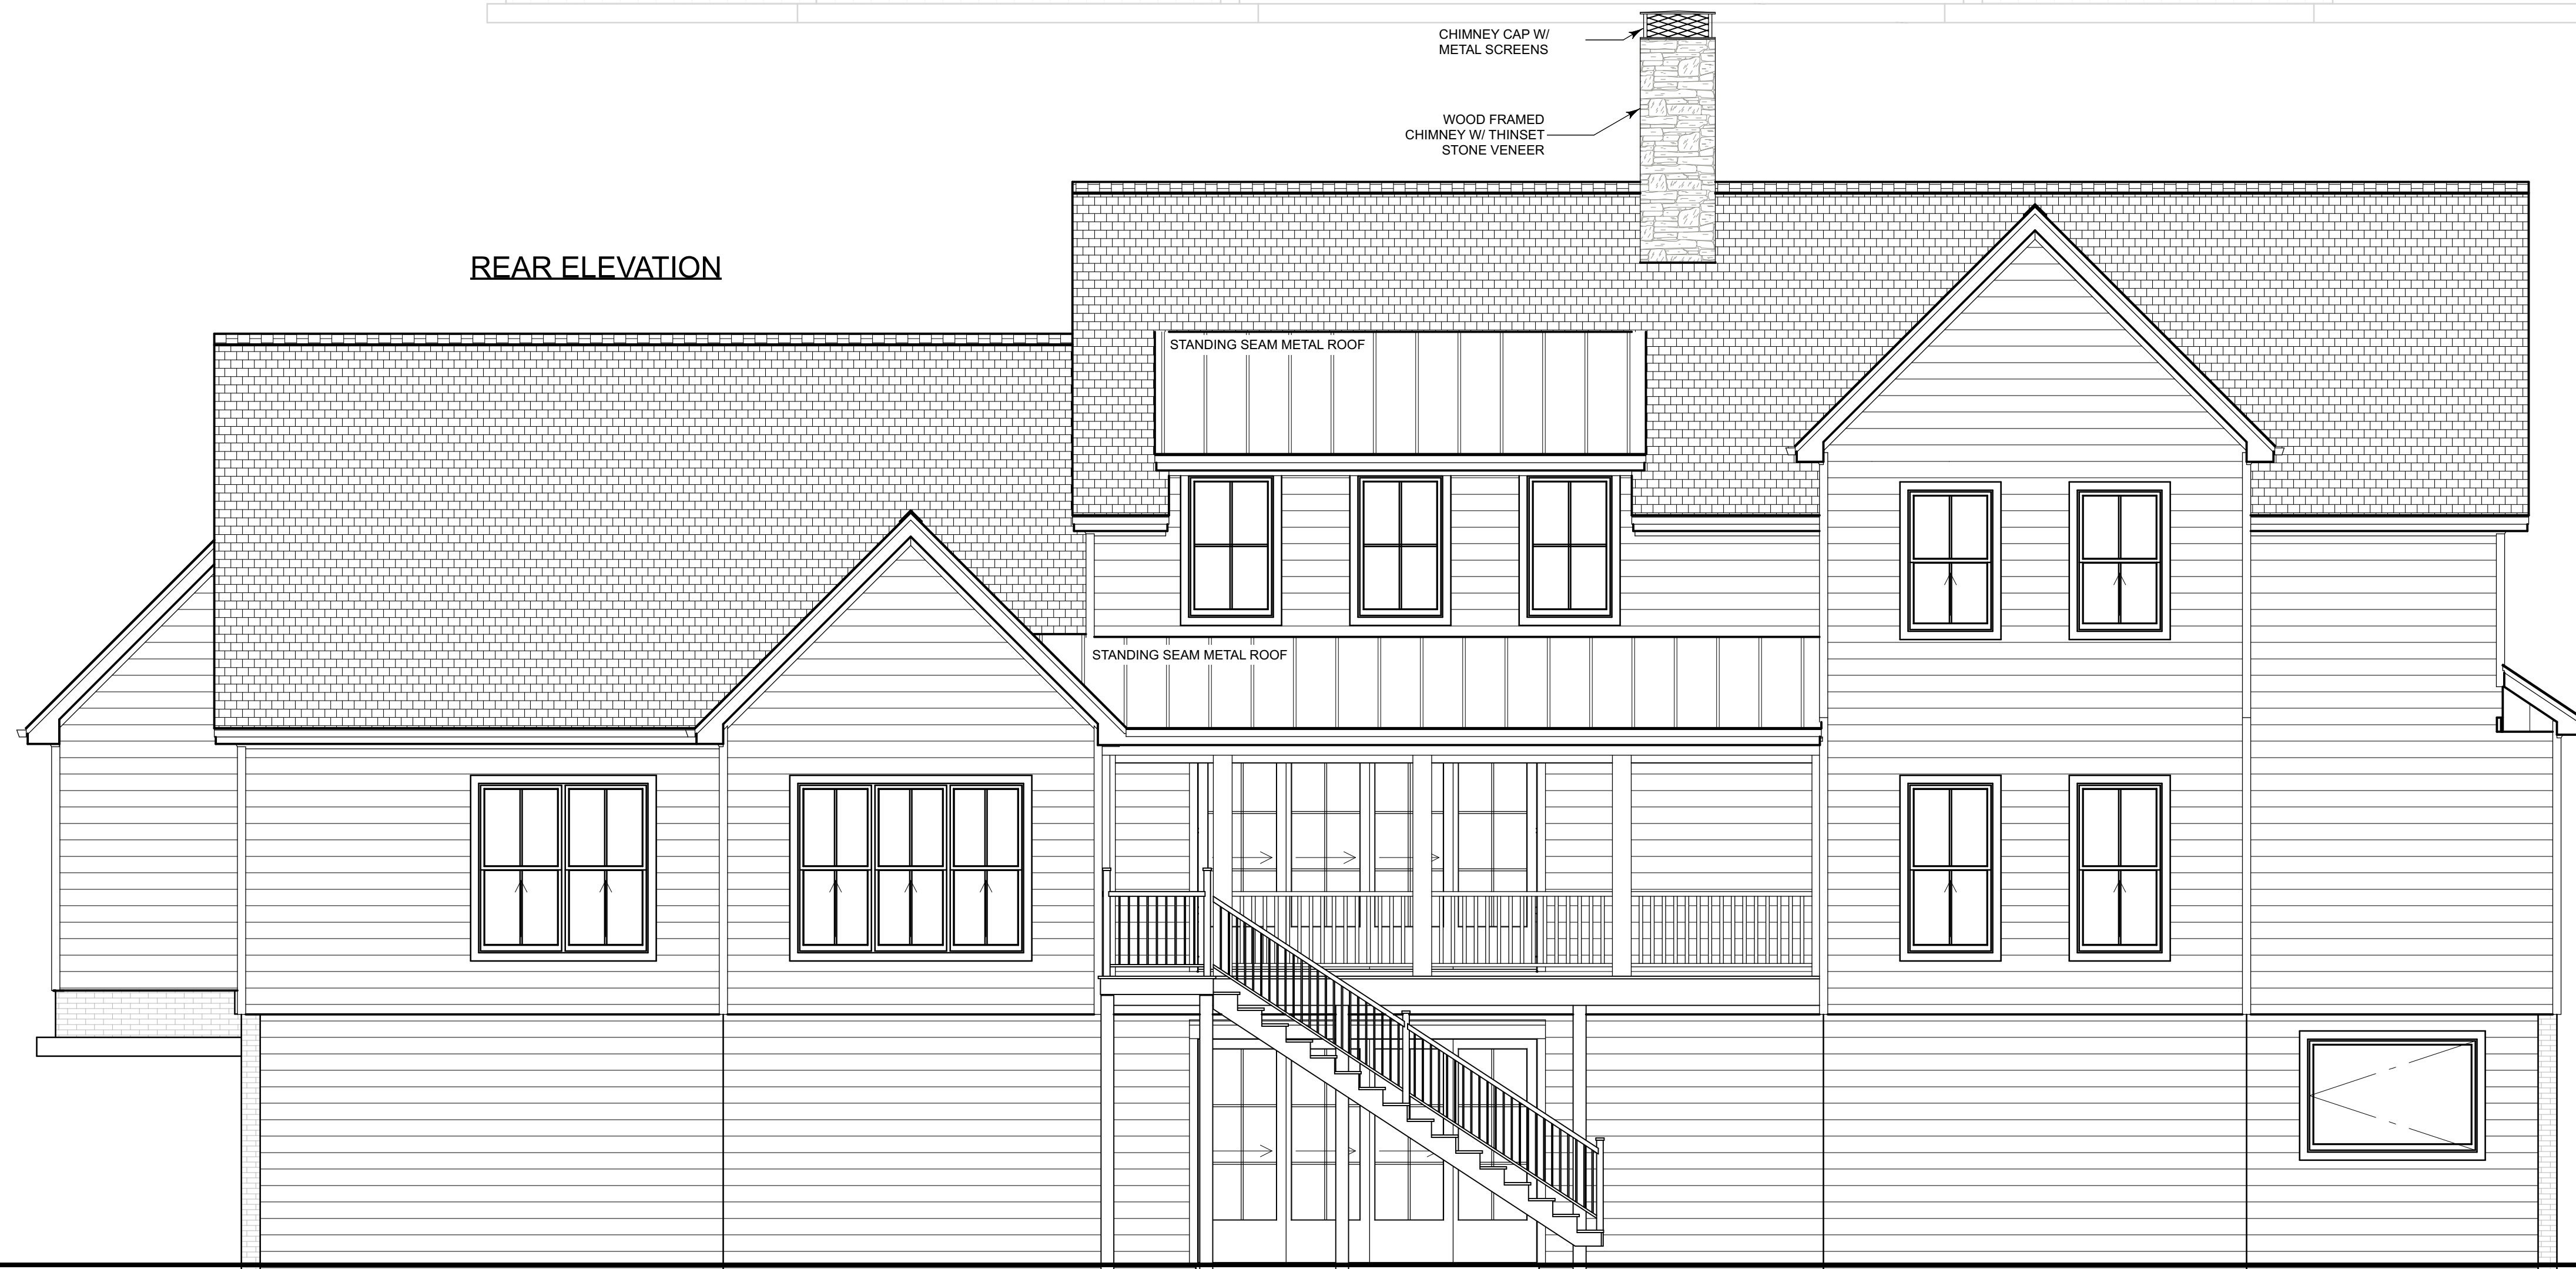 CHIMNEY CAP W/
METAL SCREENS
WOOD FRAMED
CHIMNEY W/ THINSET
STONE VENEER
REAR ELEVATION
STANDING SEAM METAL ROOF
STANDING SEAM METAL ROOF